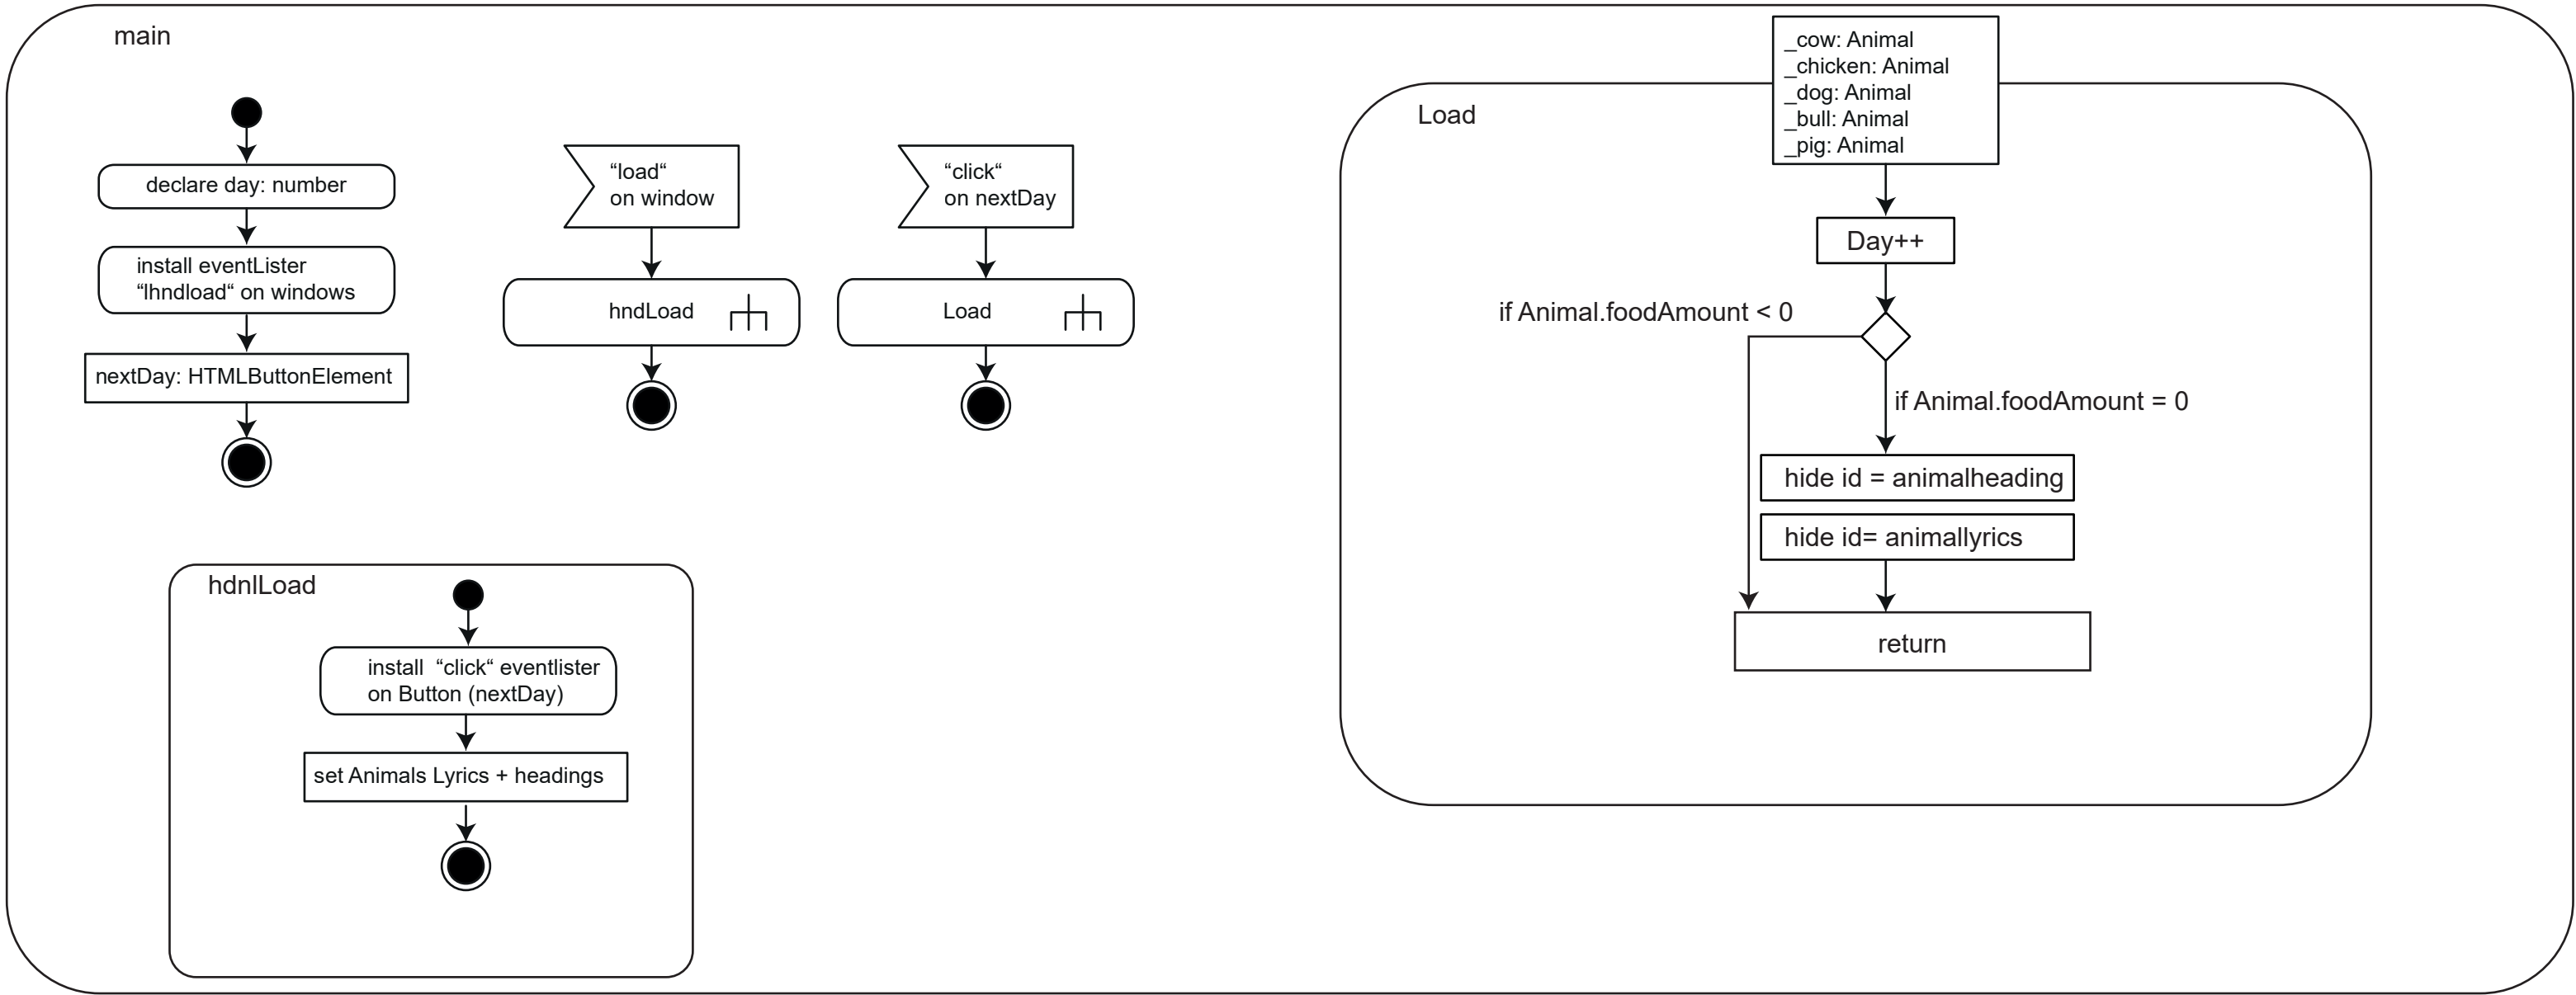 main
declare day: number
install eventLister
“lhndload“ on windows
nextDay: HTMLButtonElement
“load“
on window
hndLoad
“click“
on nextDay
Load
hdnlLoad
install “click“ eventlister
on Button (nextDay)
set Animals Lyrics + headings
Load
_cow: Animal
_chicken: Animal
_dog: Animal
_bull: Animal
_pig: Animal
Day++
if Animal.foodAmount < 0
if Animal.foodAmount = 0
hide id = animalheading
hide id= animallyrics
return